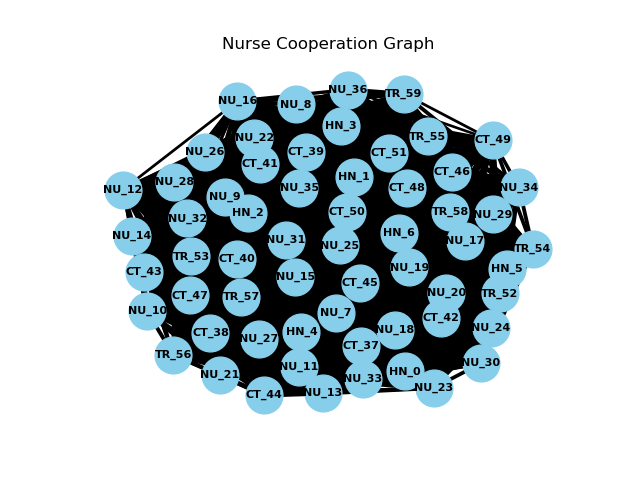 Nurse Cooperation Graph
NU_36
TR_59
NU_16
NU_8
HN_3
NU_22
TR_55
CT_49
NU_26
CT_39
CT_51
CT_41
CT_46
HN_1
NU_28
NU_12
NU_35
CT_48
NU_34
NU_9
HN_2
CT_50
TR_58
NU_29
NU_32
NU_14
NU_31
NU_25
HN_6
NU_17
TR_54
TR_53
CT_40
NU_19
HN_5
CT_43
NU_15
CT_45
CT_47
TR_57
NU_20
TR_52
NU_10
NU_7
CT_42
CT_38
HN_4
NU_18
NU_24
NU_27
CT_37
TR_56
NU_11
NU_30
NU_21
NU_33
HN_0
CT_44
NU_13
NU_23